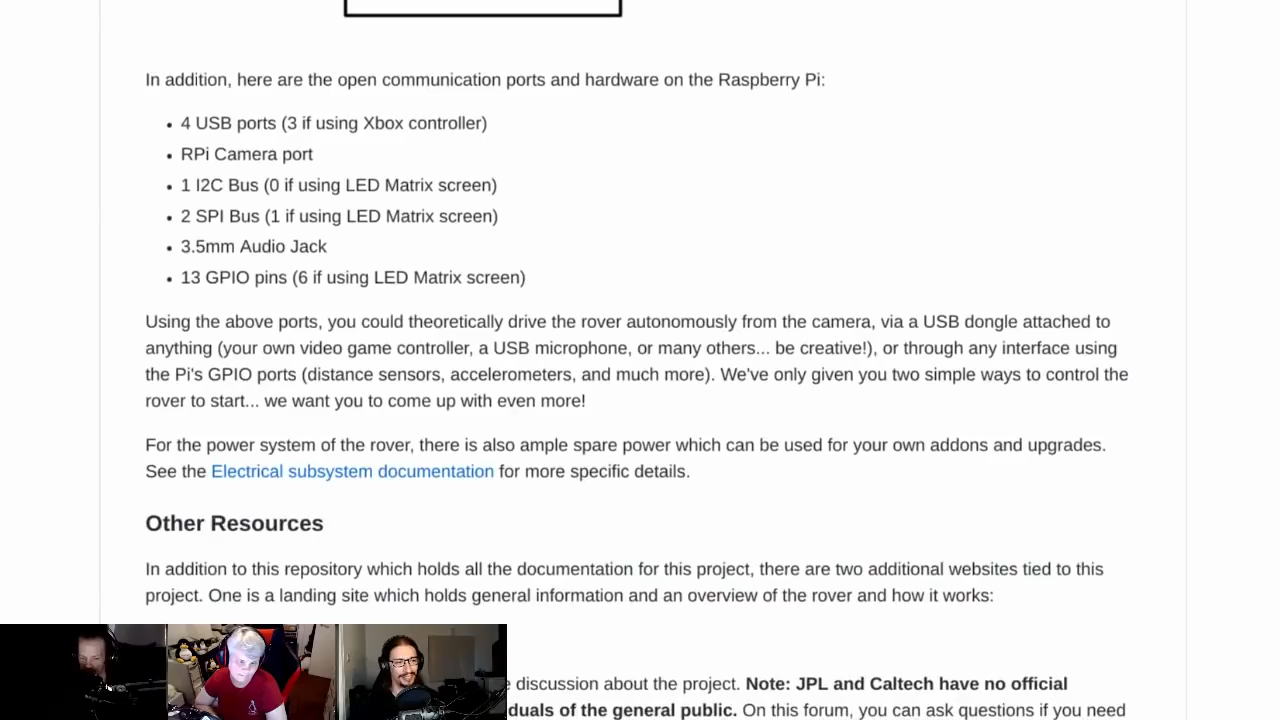 In addition, here are the open communication ports and hardware on the Raspberry Pi:
• 4 USB ports (3 if using Xbox controller)
• RPi Camera port
• 1 I2C Bus (0 if using LED Matrix screen)
• 2 SPI Bus (1 if using LED Matrix screen)
• 3.5mm Audio Jack
• 13 GPIO pins (6 if using LED Matrix screen)
Using the above ports, you could theoretically drive the rover autonomously from the camera, via a USB dongle attached to
anything (your own video game controller, a USB microphone, or many others... be creative!), or through any interface using
the Pi's GPIO ports (distance sensors, accelerometers, and much more). We've only given you two simple ways to control the
rover to start... we want you to come up with even more!
For the power system of the rover, there is also ample spare power which can be used for your own addons and upgrades.
See the Electrical subsystem documentation for more specific details.
Other Resources
In addition to this repository which holds all the documentation for this project, there are two additional websites tied to this
project. One is a landing site which holds general information and an overview of the rover and how it works:
discussion about the project. Note: JPL and Caltech have no official
duals of the general public. On this forum, you can ask questions if you need